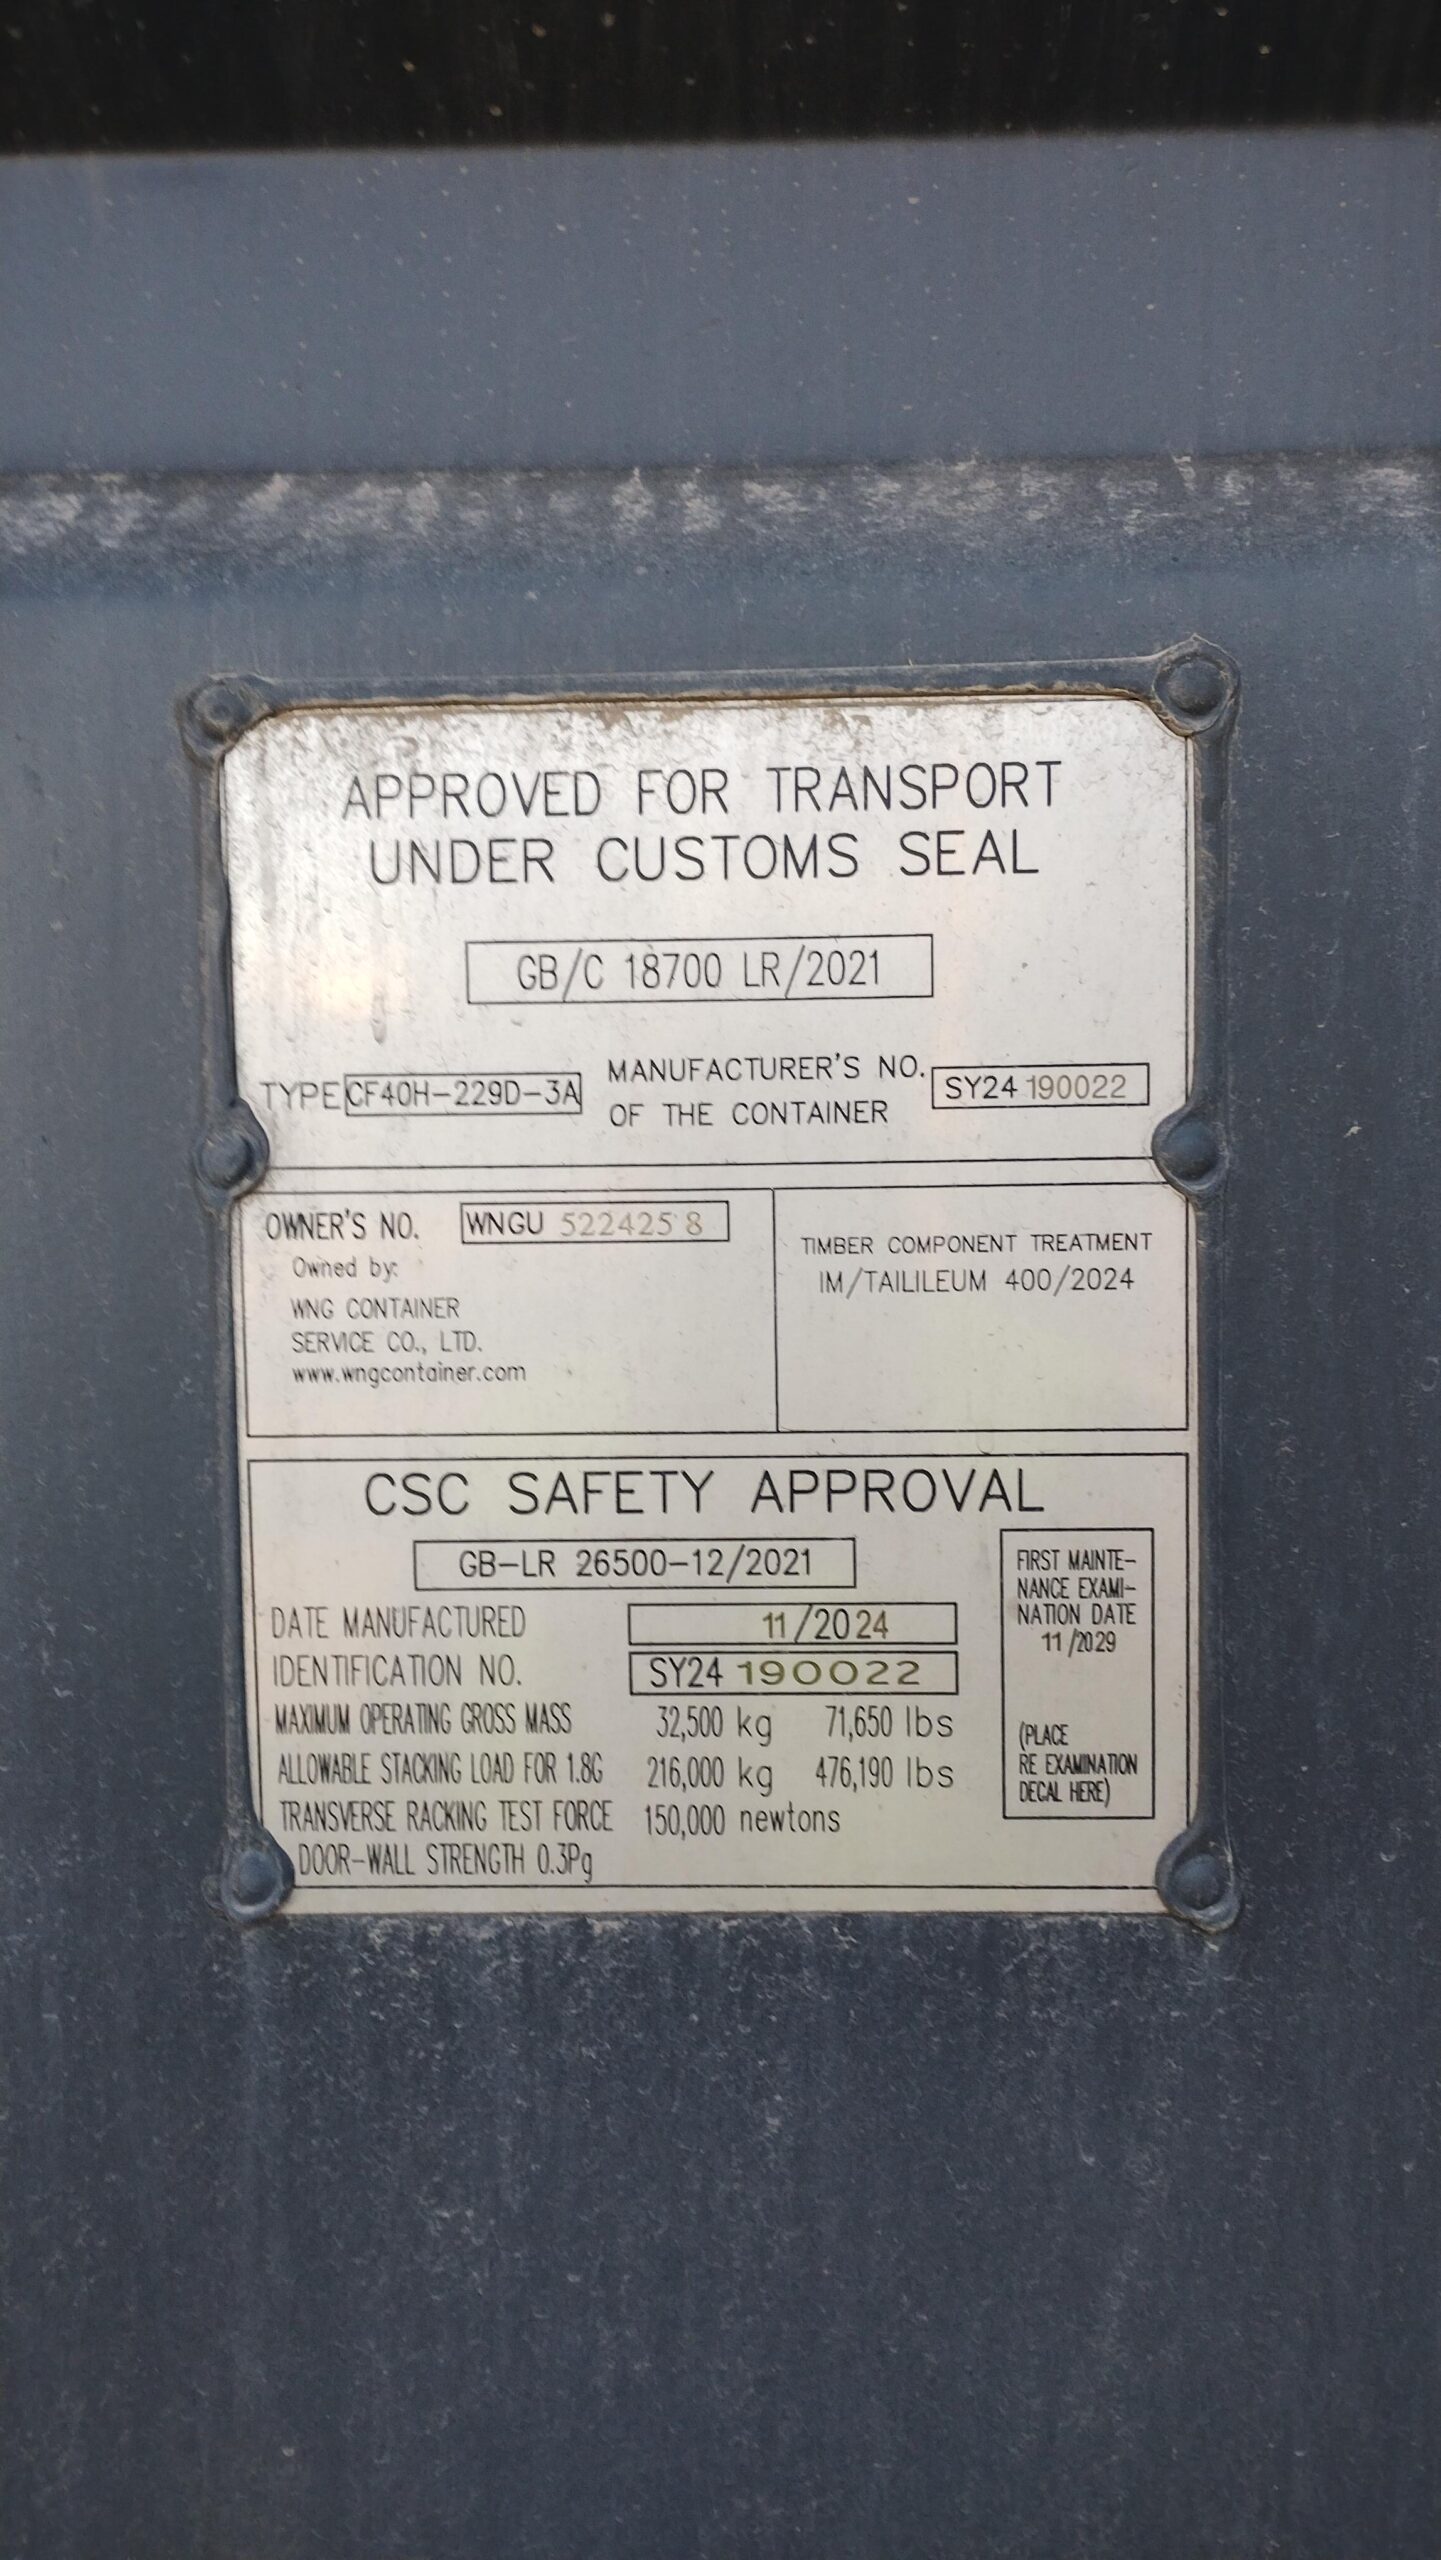 APPROVED FOR TRANSPORT
UNDER CUSTOMS SEAL
GB/C 18700 LR/2021
TYPE CF40H-229D-3A
MANUFACTURER'S NO.
OF THE CONTAINER
SY24 190022
OWNER'S NO. WNGU 522425 8
Owned by:
WNG CONTAINER
SERVICE CO., LTD.
www.wngcontainer.com
TIMBER COMPONENT TREATMENT
IM/TAILILEUM 400/2024
CSC SAFETY APPROVAL
GB-LR 26500-12/2021
DATE MANUFACTURED 11/2024
IDENTIFICATION NO. SY24 190022
MAXIMUM OPERATING GROSS MASS 32,500 kg 71,650 lbs
ALLOWABLE STACKING LOAD FOR 1.8G 216,000 kg 476,190 lbs
TRANSVERSE RACKING TEST FORCE 150,000 newtons
DOOR-WALL STRENGTH 0.3Pg
FIRST MAINTE-
NANCE EXAMI-
NATION DATE
11/2029
(PLACE
RE EXAMINATION
DECAL HERE)